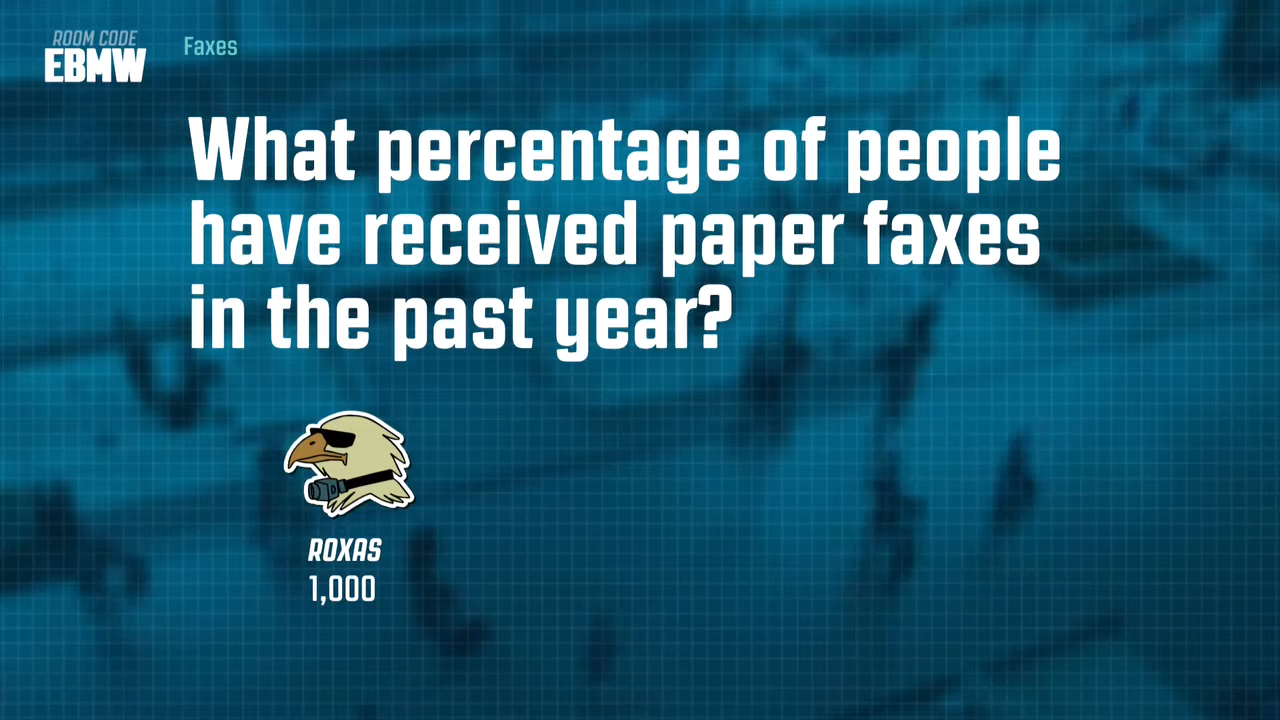 ROOM CODE
EBMW
Faxes
What percentage of people
have received paper faxes
in the past year?
ROXAS
1,000